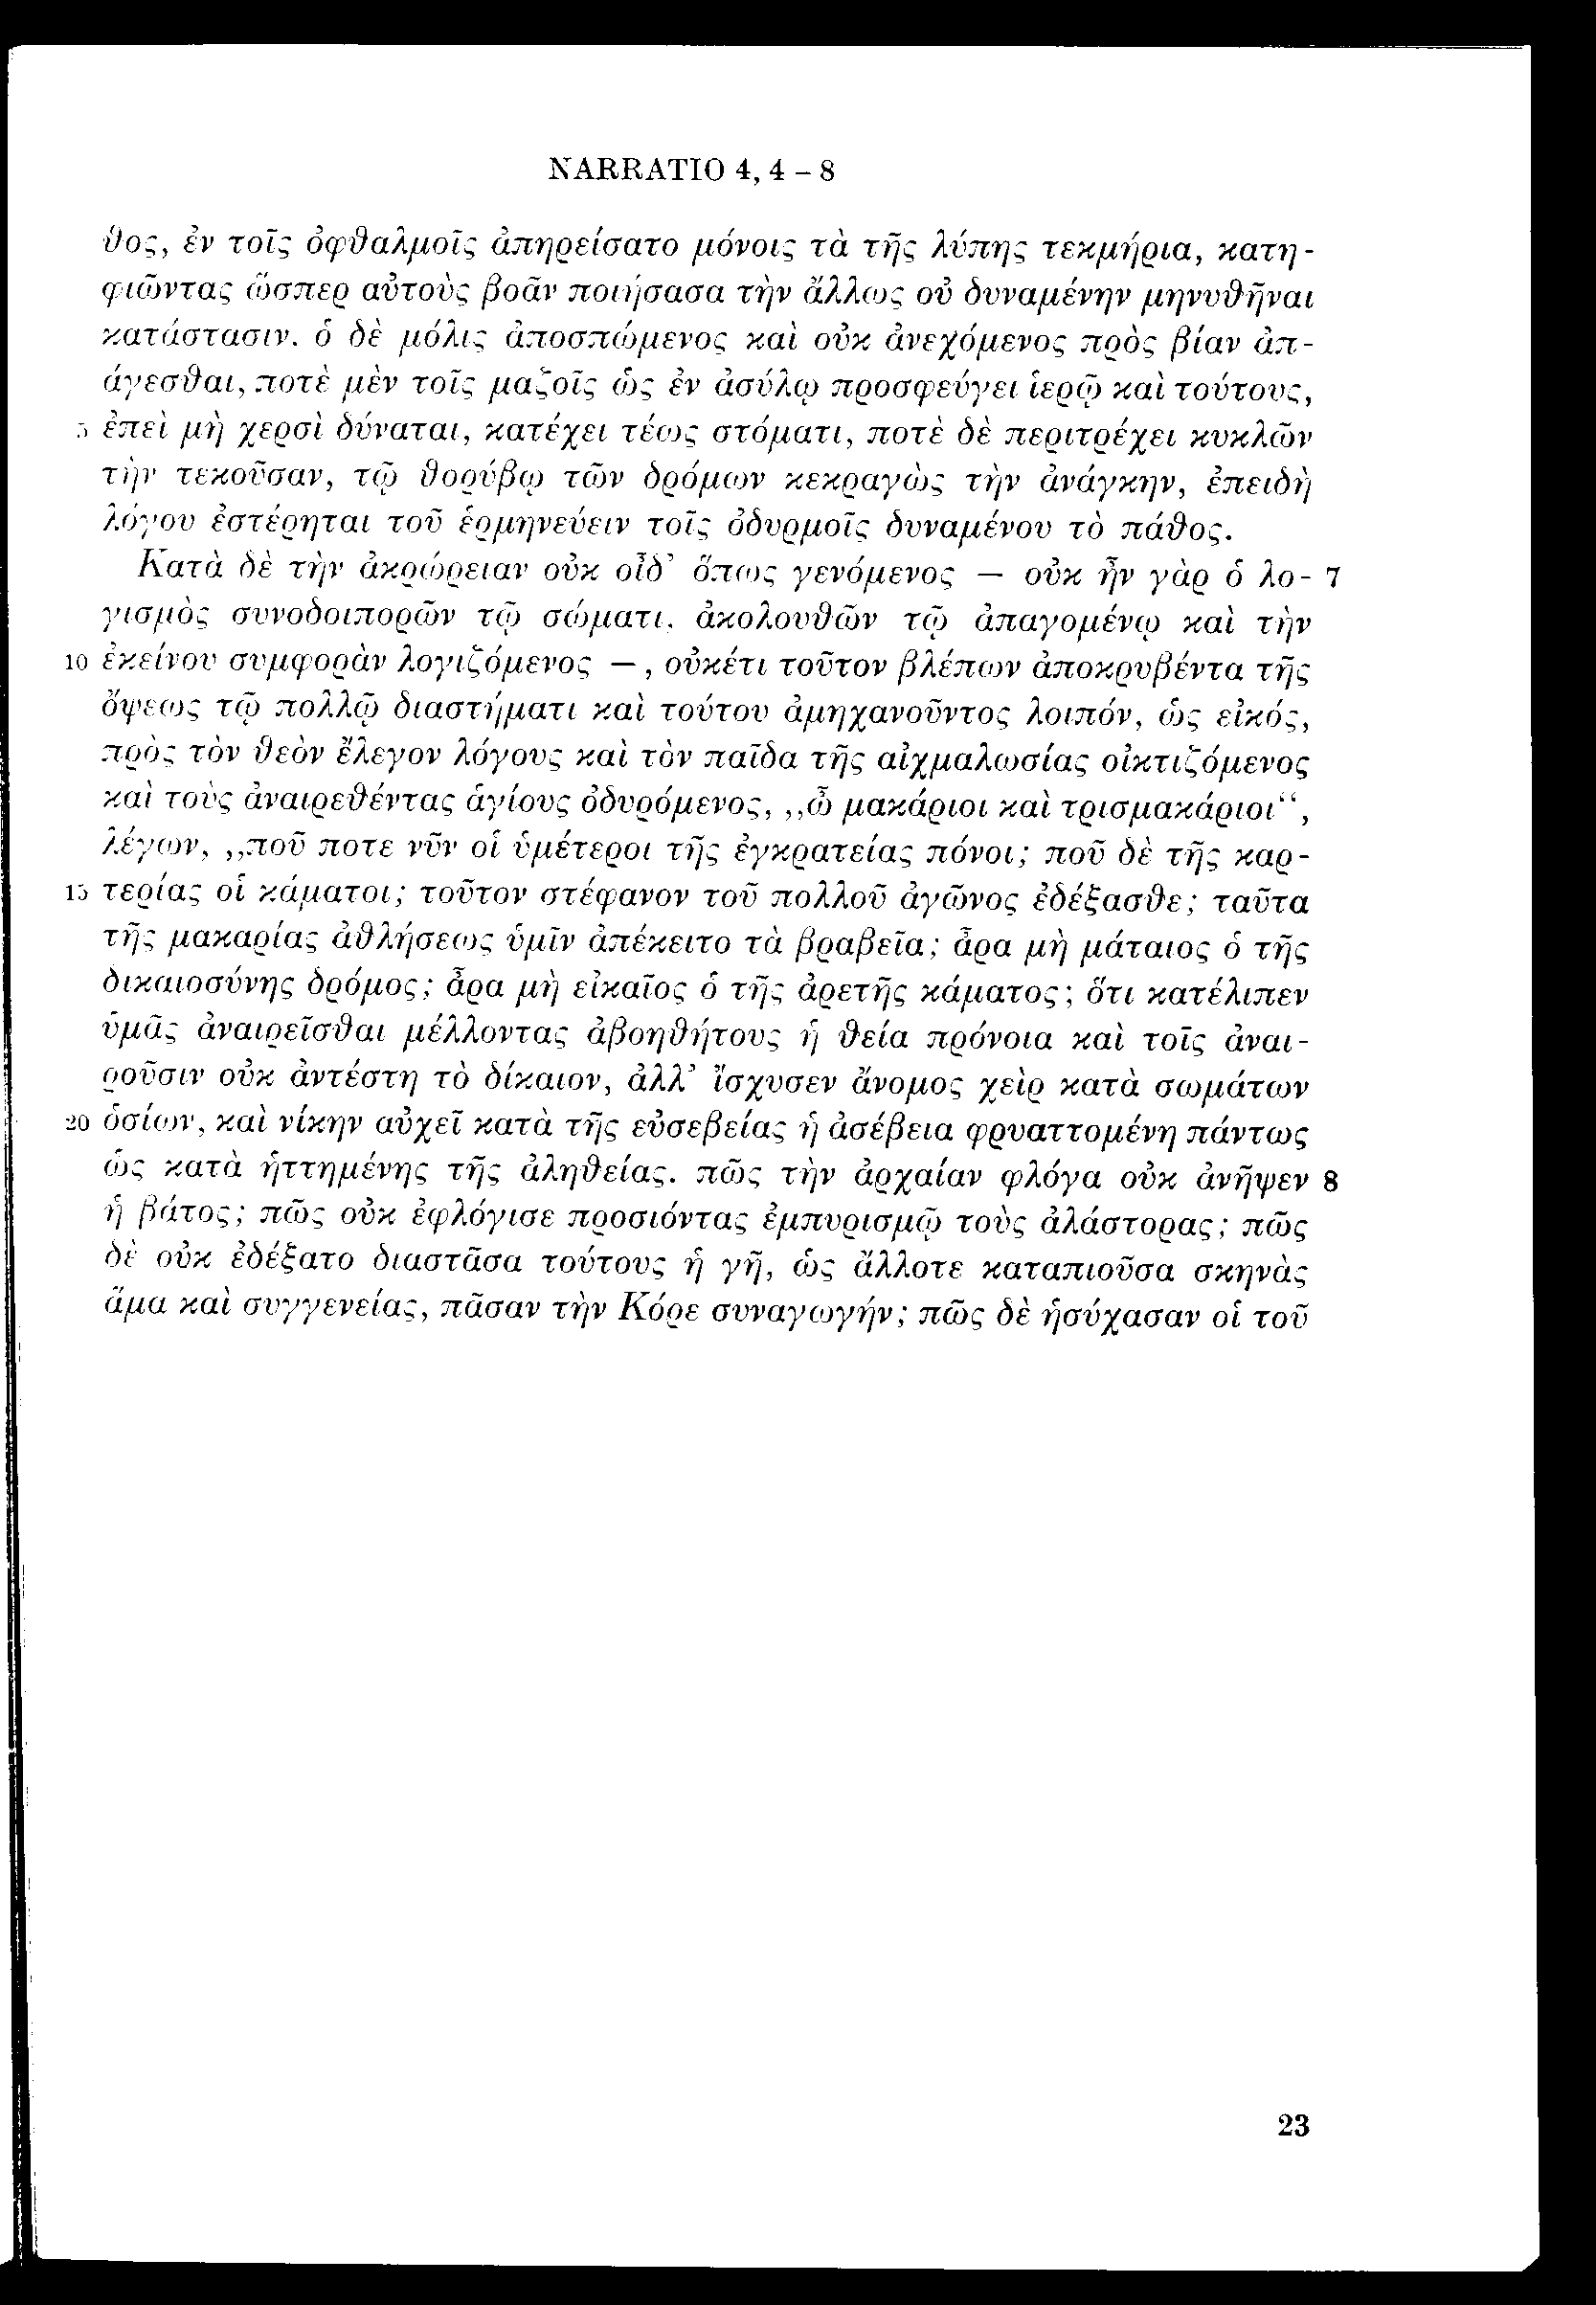 NARRATIO 4, 4 – 8
θος, ἐν τοῖς ὀφθαλμοῖς ἀπηρείσατο μόνοις τὰ τῆς λύπης τεκμήρια, κατη-
φιῶντας ὥσπερ αὐτοὺς βοᾶν ποιήσασα τὴν ἄλλως οὐ δυναμένην μηνυθῆναι
κατάστασιν. ὁ δὲ μόλις ἀποσπώμενος καὶ οὐκ ἀνεχόμενος πρὸς βίαν ἀπ-
άγεσθαι, ποτὲ μὲν τοῖς μαζοῖς ὡς ἐν ἀσύλῳ προσφεύγει ἱερῷ καὶ τούτους,
5 ἐπεὶ μὴ χερσὶ δύναται, κατέχει τέως στόματι, ποτὲ δὲ περιτρέχει κυκλῶν
τὴν τεκοῦσαν, τῷ θορύβῳ τῶν δρόμων κεκραγὼς τὴν ἀνάγκην, ἐπειδὴ
λόγου ἐστέρηται τοῦ ἑρμηνεύειν τοῖς ὀδυρμοῖς δυναμένου τὸ πάθος.
Κατὰ δὲ τὴν ἀκρώρειαν οὐκ οἶδ’ ὅπως γενόμενος — οὐκ ἦν γὰρ ὁ λο- 7
γισμὸς συνοδοιπορῶν τῷ σώματι, ἀκολουθῶν τῷ ἀπαγομένῳ καὶ τὴν
10 ἐκείνου συμφορὰν λογιζόμενος —, οὐκέτι τοῦτον βλέπων ἀποκρυβέντα τῆς
ὄψεως τῷ πολλῷ διαστήματι καὶ τούτου ἀμηχανοῦντος λοιπόν, ὡς εἰκός,
πρὸς τὸν θεὸν ἔλεγον λόγους καὶ τὸν παῖδα τῆς αἰχμαλωσίας οἰκτιζόμενος
καὶ τοὺς ἀναιρεθέντας ἁγίους ὀδυρόμενος, „ὦ μακάριοι καὶ τρισμακάριοι“,
λέγων, „ποῦ ποτε νῦν οἱ ὑμέτεροι τῆς ἐγκρατείας πόνοι; ποῦ δὲ τῆς καρ-
15 τερίας οἱ κάματοι; τοῦτον στέφανον τοῦ πολλοῦ ἀγῶνος ἐδέξασθε; ταῦτα
τῆς μακαρίας ἀθλήσεως ὑμῖν ἀπέκειτο τὰ βραβεῖα; ἆρα μὴ μάταιος ὁ τῆς
δικαιοσύνης δρόμος; ἆρα μὴ εἰκαῖος ὁ τῆς ἀρετῆς κάματος; ὅτι κατέλιπεν
ὑμᾶς ἀναιρεῖσθαι μέλλοντας ἀβοηθήτους ἡ θεία πρόνοια καὶ τοῖς ἀναι-
ροῦσιν οὐκ ἀντέστη τὸ δίκαιον, ἀλλ’ ἴσχυσεν ἄνομος χεὶρ κατὰ σωμάτων
20 ὁσίων, καὶ νίκην αὐχεῖ κατὰ τῆς εὐσεβείας ἡ ἀσέβεια φρυαττομένη πάντως
ὡς κατὰ ἡττημένης τῆς ἀληθείας. πῶς τὴν ἀρχαίαν φλόγα οὐκ ἀνῆψεν 8
ἡ βάτος; πῶς οὐκ ἐφλόγισε προσιόντας ἐμπυρισμῷ τοὺς ἀλάστορας; πῶς
δὲ οὐκ ἐδέξατο διαστᾶσα τούτους ἡ γῆ, ὡς ἄλλοτε καταπιοῦσα σκηνὰς
ἅμα καὶ συγγενείας, πᾶσαν τὴν Κόρε συναγωγήν; πῶς δὲ ἡσύχασαν οἱ τοῦ
23